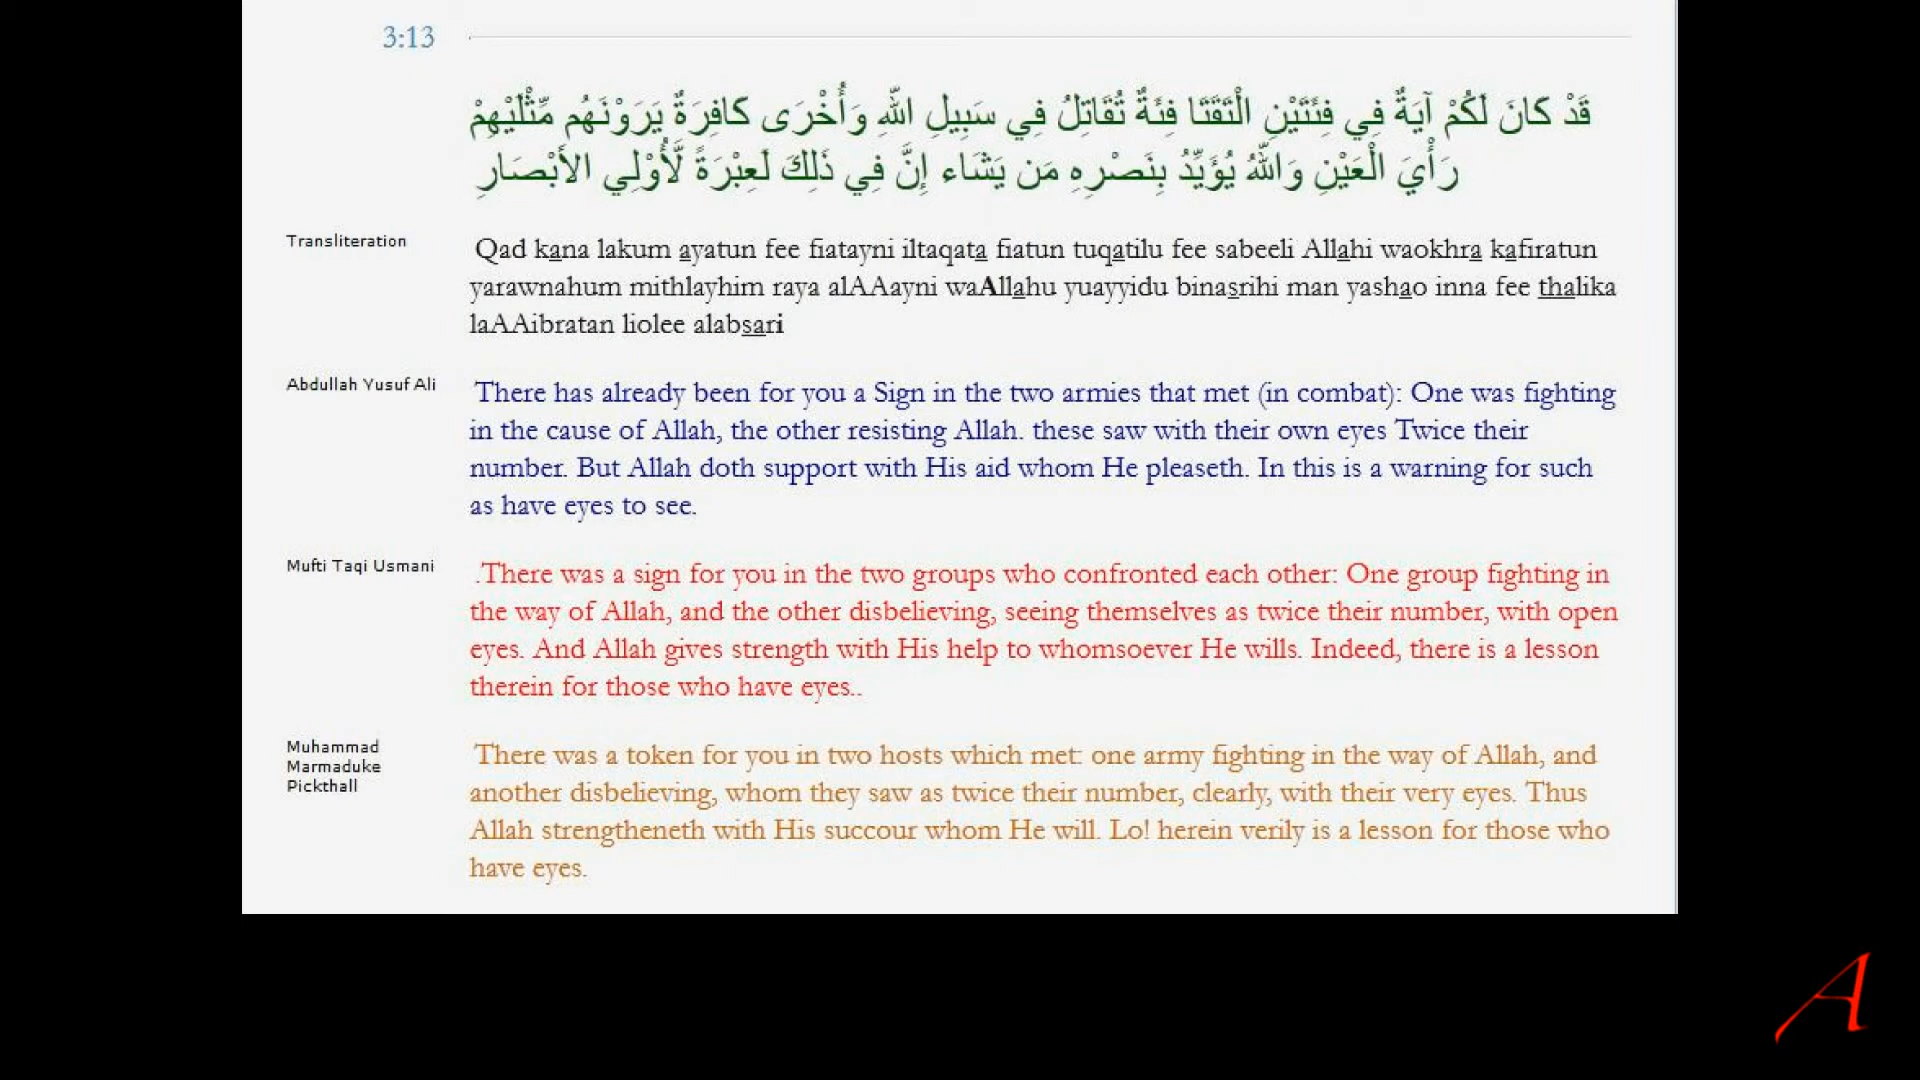 3:13
قَدْ كَانَ لَكُمْ آيَةٌ فِي فِئَتَيْنِ الْتَقَتَا فِئَةٌ تُقَاتِلُ فِي سَبِيلِ اللّهِ وَأُخْرَى كَافِرَةٌ يَرَوْنَهُم مِّثْلَيْهِمْ
رَأْيَ الْعَيْنِ وَاللّهُ يُؤَيِّدُ بِنَصْرِهِ مَن يَشَاء إِنَّ فِي ذَلِكَ لَعِبْرَةً لَّأُوْلِي الأَبْصَارِ
Transliteration
Qad kana lakum ayatun fee fiatayni iltaqata fiatun tuqatilu fee sabeeli Allahi waokhra kafiratun
yarawnahum mithlayhim raya alAAayni waAllahu yuayyidu binasrihi man yashao inna fee thalika
laAAibratan liolee alabsari
Abdullah Yusuf Ali
There has already been for you a Sign in the two armies that met (in combat): One was fighting
in the cause of Allah, the other resisting Allah. these saw with their own eyes Twice their
number. But Allah doth support with His aid whom He pleaseth. In this is a warning for such
as have eyes to see.
Mufti Taqi Usmani
.There was a sign for you in the two groups who confronted each other: One group fighting in
the way of Allah, and the other disbelieving, seeing themselves as twice their number, with open
eyes. And Allah gives strength with His help to whomsoever He wills. Indeed, there is a lesson
therein for those who have eyes..
Muhammad
Marmaduke
Pickthall
There was a token for you in two hosts which met: one army fighting in the way of Allah, and
another disbelieving, whom they saw as twice their number, clearly, with their very eyes. Thus
Allah strengtheneth with His succour whom He will. Lo! herein verily is a lesson for those who
have eyes.
A